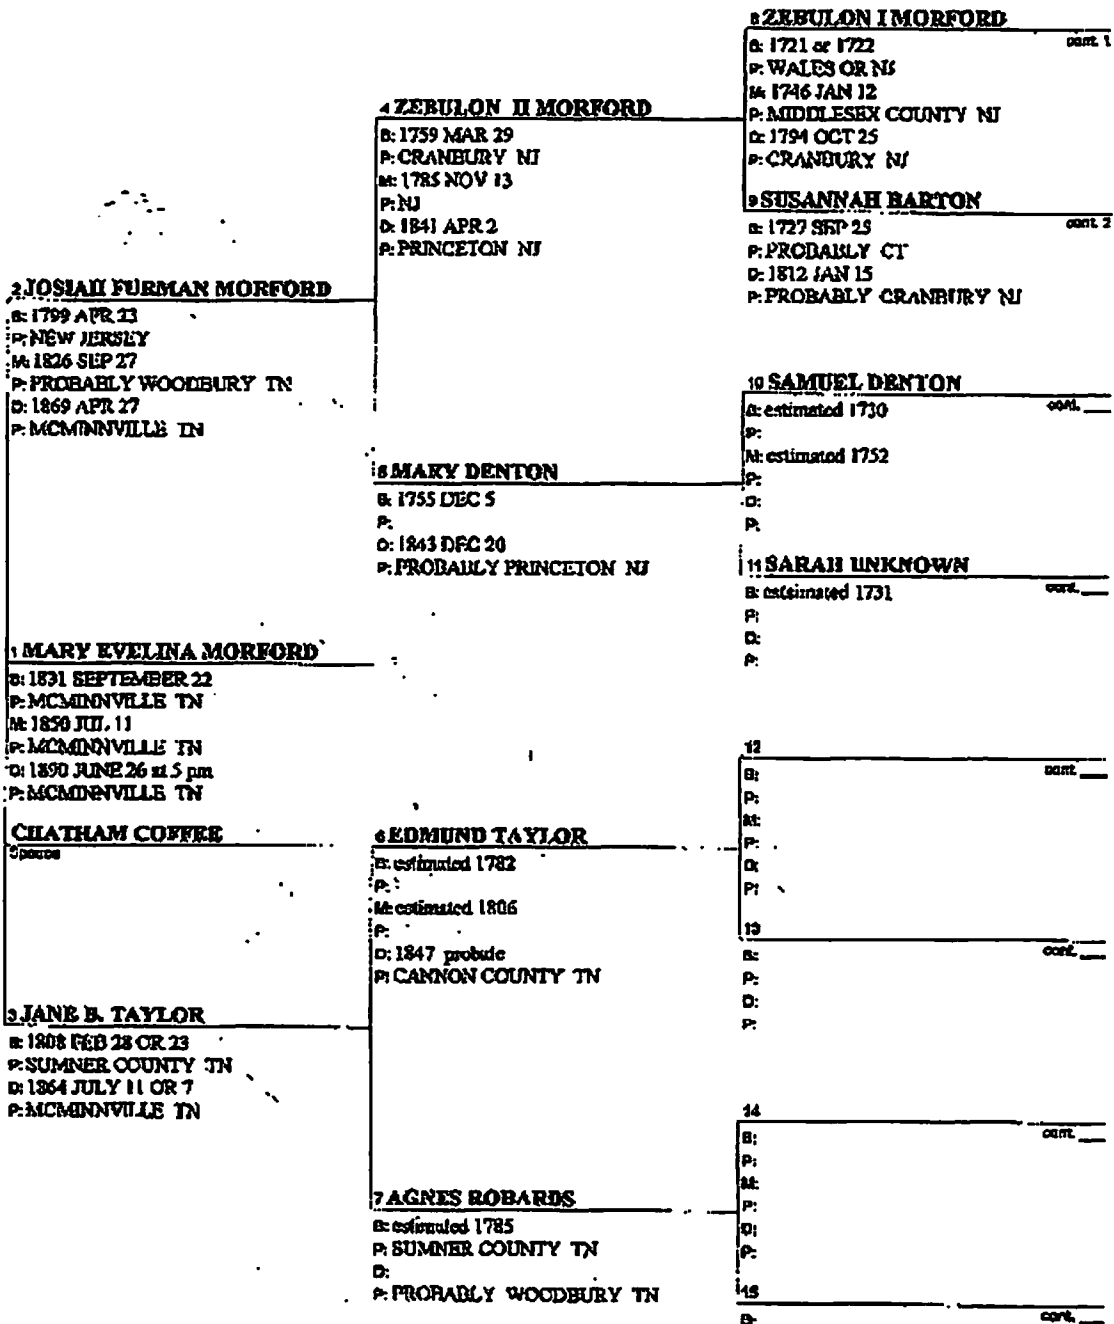 8 ZEBULON I MORFORD
cont. 1
B: 1721 or 1722
P: WALES OR NJ
M: 1746 JAN 12
P: MIDDLESEX COUNTY NJ
D: 1794 OCT 25
P: CRANBURY NJ
4 ZEBULON II MORFORD
B: 1759 MAR 29
P: CRANBURY NJ
M: 1785 NOV 13
P: NJ
D: 1841 APR 2
P: PRINCETON NJ
9 SUSANNAH BARTON
cont. 2
B: 1727 SEP 25
P: PROBABLY CT
D: 1812 JAN 15
P: PROBABLY CRANBURY NJ
2 JOSIAH FURMAN MORFORD
B: 1799 APR 23
P: NEW JERSEY
M: 1826 SEP 27
P: PROBABLY WOODBURY TN
D: 1869 APR 27
P: MCMINNVILLE TN
10 SAMUEL DENTON
cont. ___
B: estimated 1730
P:
M: estimated 1752
P:
D:
P:
5 MARY DENTON
B: 1755 DEC 5
P:
D: 1843 DEC 20
P: PROBABLY PRINCETON NJ
11 SARAH UNKNOWN
cont. ___
B: estsimated 1731
P:
D:
P:
1 MARY EVELINA MORFORD
B: 1831 SEPTEMBER 22
P: MCMINNVILLE TN
M: 1850 JUL 11
P: MCMINNVILLE TN
D: 1890 JUNE 26 at 5 pm
P: MCMINNVILLE TN
CHATHAM COFFEE
Spouse
12
cont. ___
B:
P:
M:
P:
D:
P:
6 EDMUND TAYLOR
B: estimated 1782
P:
M: estimated 1806
P:
D: 1847 probate
P: CANNON COUNTY TN
13
cont. ___
B:
P:
D:
P:
3 JANE B. TAYLOR
B: 1808 FEB 28 OR 23
P: SUMNER COUNTY TN
D: 1864 JULY 11 OR 7
P: MCMINNVILLE TN
14
cont. ___
B:
P:
M:
P:
D:
P:
7 AGNES ROBARDS
B: estimated 1785
P: SUMNER COUNTY TN
D:
P: PROBABLY WOODBURY TN
15
cont. ___
B: